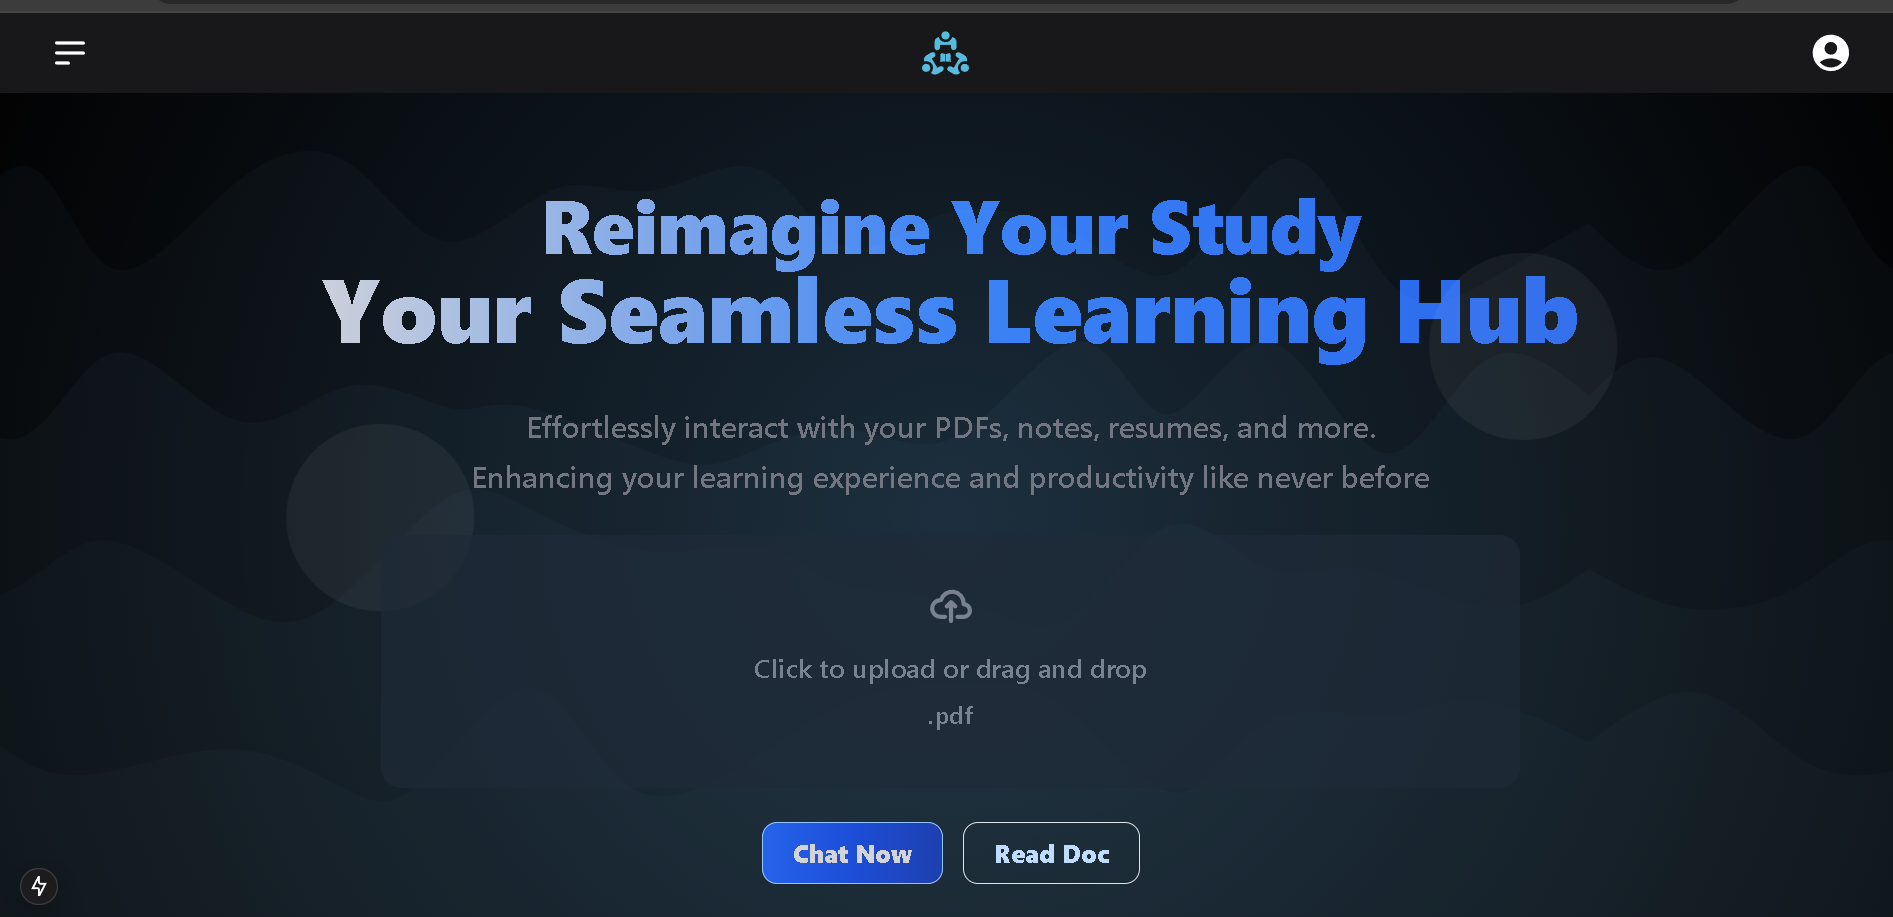 Reimagine Your Study
Your Seamless Learning Hub
Effortlessly interact with your PDFs, notes, resumes, and more.
Enhancing your learning experience and productivity like never before
Click to upload or drag and drop
.pdf
Chat Now
Read Doc